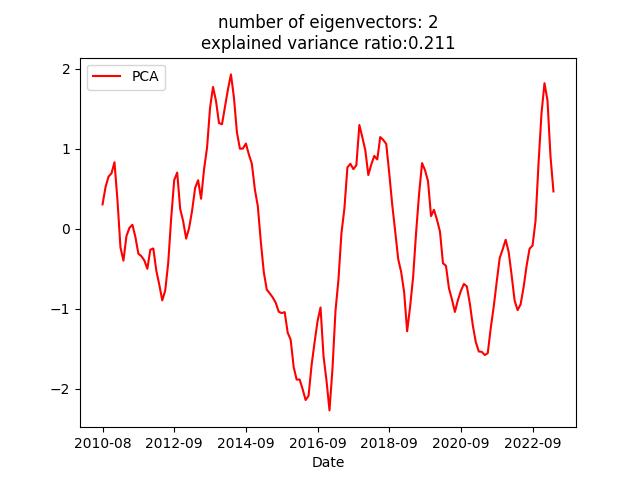 number of eigenvectors: 2
explained variance ratio:0.211
PCA
2
1
0
−1
−2
2010-08 2012-09 2014-09 2016-09 2018-09 2020-09 2022-09
Date